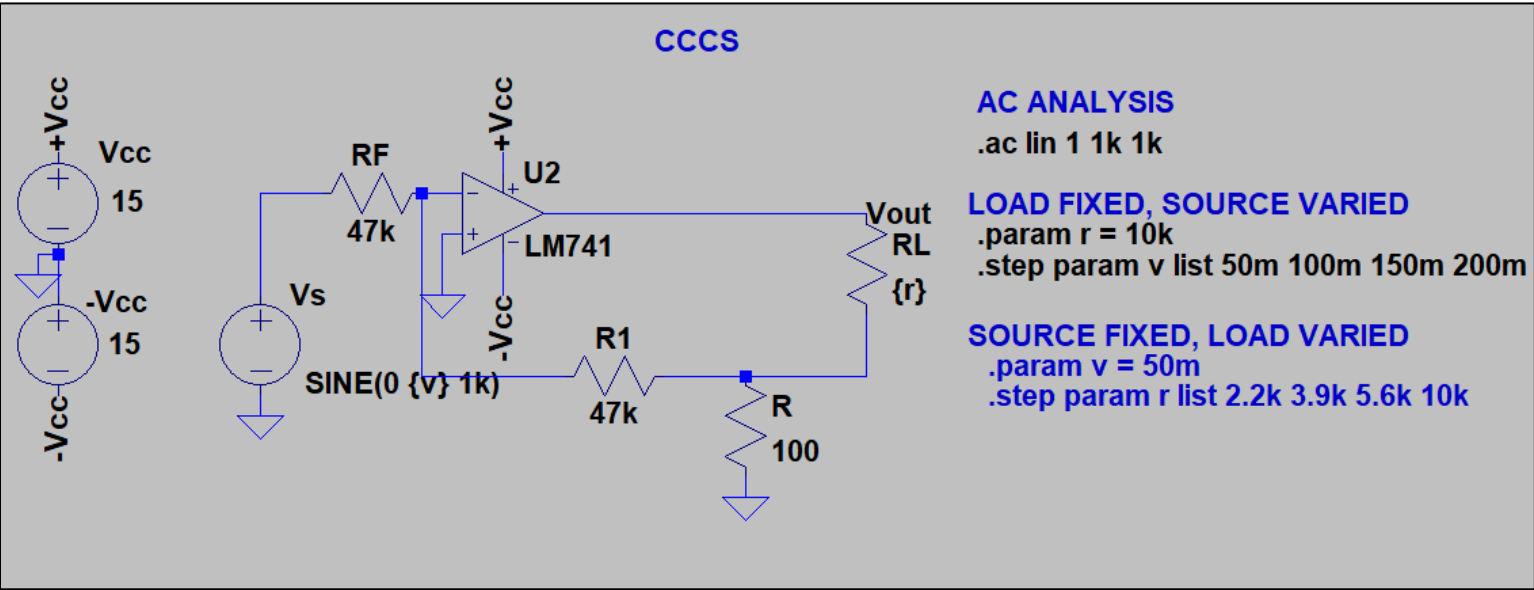 CCCS
+Vcc
Vcc
15
-Vcc
15
-Vcc
Vs
SINE(0 {v} 1k)
RF
47k
+Vcc
U2
LM741
-Vcc
R1
47k
R
100
Vout
RL
{r}
AC ANALYSIS
.ac lin 1 1k 1k
LOAD FIXED, SOURCE VARIED
.param r = 10k
.step param v list 50m 100m 150m 200m
SOURCE FIXED, LOAD VARIED
.param v = 50m
.step param r list 2.2k 3.9k 5.6k 10k